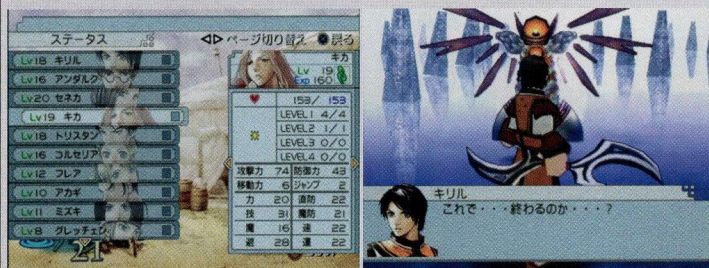 ステータス
ページ切り替え 戻る
Lv18 キリル
Lv16 アンダルク
Lv20 セネカ
Lv19 キカ
Lv18 トリスタン
Lv16 コルセリア
Lv12 フレア
Lv10 アカギ
Lv11 ミズキ
Lv8 グレッチェン
21
キカ
Lv 19
Exp 160
153/ 153
LEVEL1 4/4
LEVEL2 1/1
LEVEL3 0/0
LEVEL4 0/0
攻撃力 74 防御力 43
移動力 6 ジャンプ 2
力 20 直防 22
技 31 魔防 21
魔 16 速 22
避 28 運 22
キリル
これで・・・終わるのか・・・?